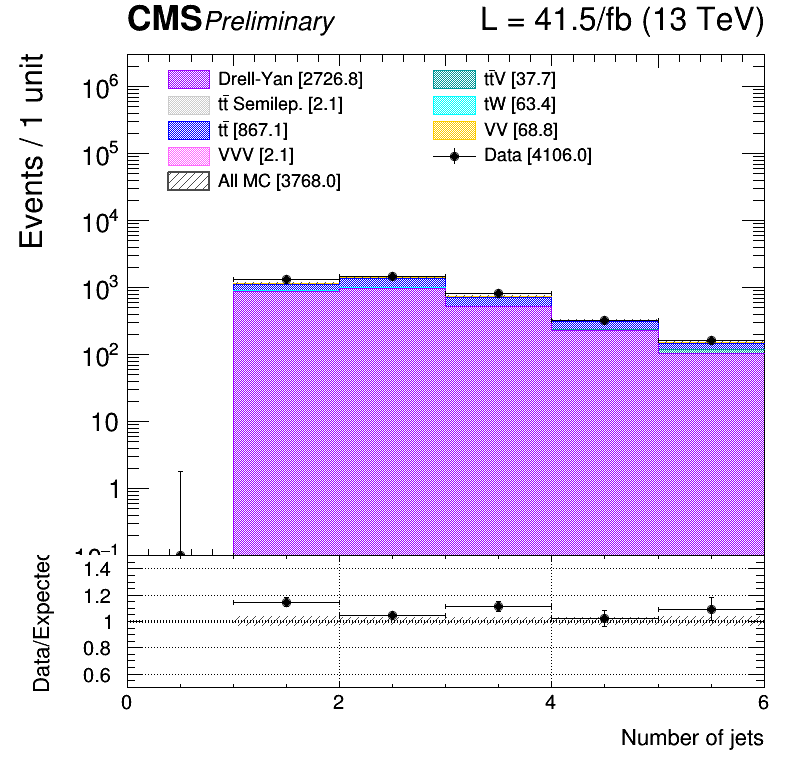 CMS Preliminary L = 41.5/fb (13 TeV)
Events / 1 unit
10⁶
10⁵
10⁴
10³
10²
10
1
10⁻¹
Drell-Yan [2726.8]
tt̄ Semilep. [2.1]
tt̄ [867.1]
VVV [2.1]
All MC [3768.0]
tt̄V [37.7]
tW [63.4]
VV [68.8]
Data [4106.0]
Data/Expected
1.4
1.2
1
0.8
0.6
0 2 4 6
Number of jets